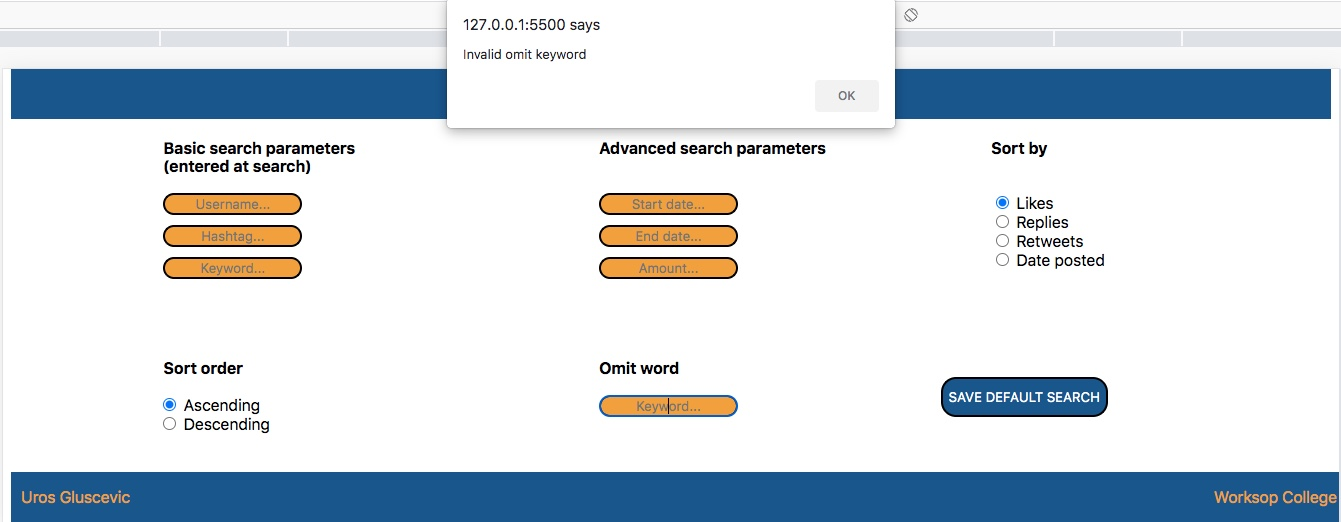 127.0.0.1:5500 says
Invalid omit keyword
OK
Basic search parameters
(entered at search)
Advanced search parameters
Sort by
Username...
Hashtag...
Keyword...
Start date...
End date...
Amount...
Likes
Replies
Retweets
Date posted
Sort order
Ascending
Descending
Omit word
Keyword...
SAVE DEFAULT SEARCH
Uros Gluscevic
Worksop College